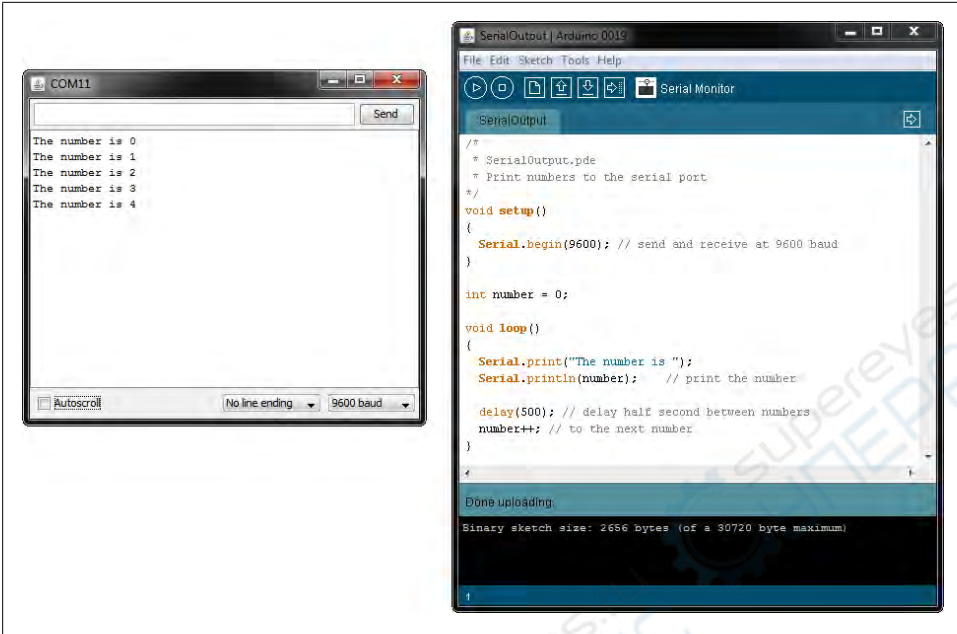 COM11
Send
The number is 0
The number is 1
The number is 2
The number is 3
The number is 4
Autoscroll
No line ending
9600 baud
SerialOutput | Arduino 0019
File Edit Sketch Tools Help
Serial Monitor
SerialOutput
/*
 * SerialOutput.pde
 * Print numbers to the serial port
*/
void setup()
{
  Serial.begin(9600); // send and receive at 9600 baud
}
int number = 0;
void loop()
{
  Serial.print("The number is ");
  Serial.println(number);    // print the number
  delay(500); // delay half second between numbers
  number++; // to the next number
}
Done uploading.
Binary sketch size: 2656 bytes (of a 30720 byte maximum)
1